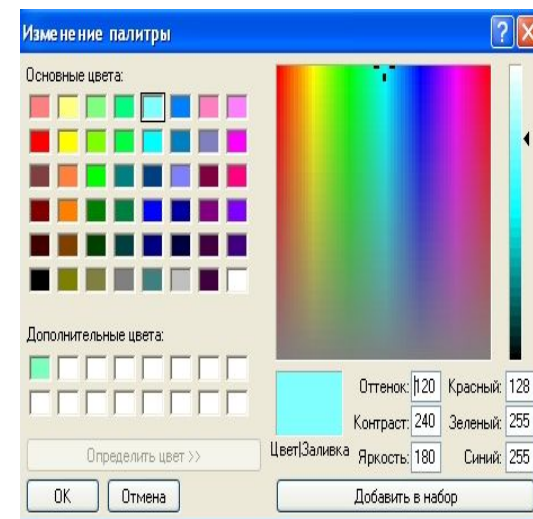 Изменение палитры
Основные цвета:
Дополнительные цвета:
Определить цвет >>
ОК Отмена
Цвет|Заливка
Оттенок: 120 Красный: 128
Контраст: 240 Зеленый: 255
Яркость: 180 Синий: 255
Добавить в набор